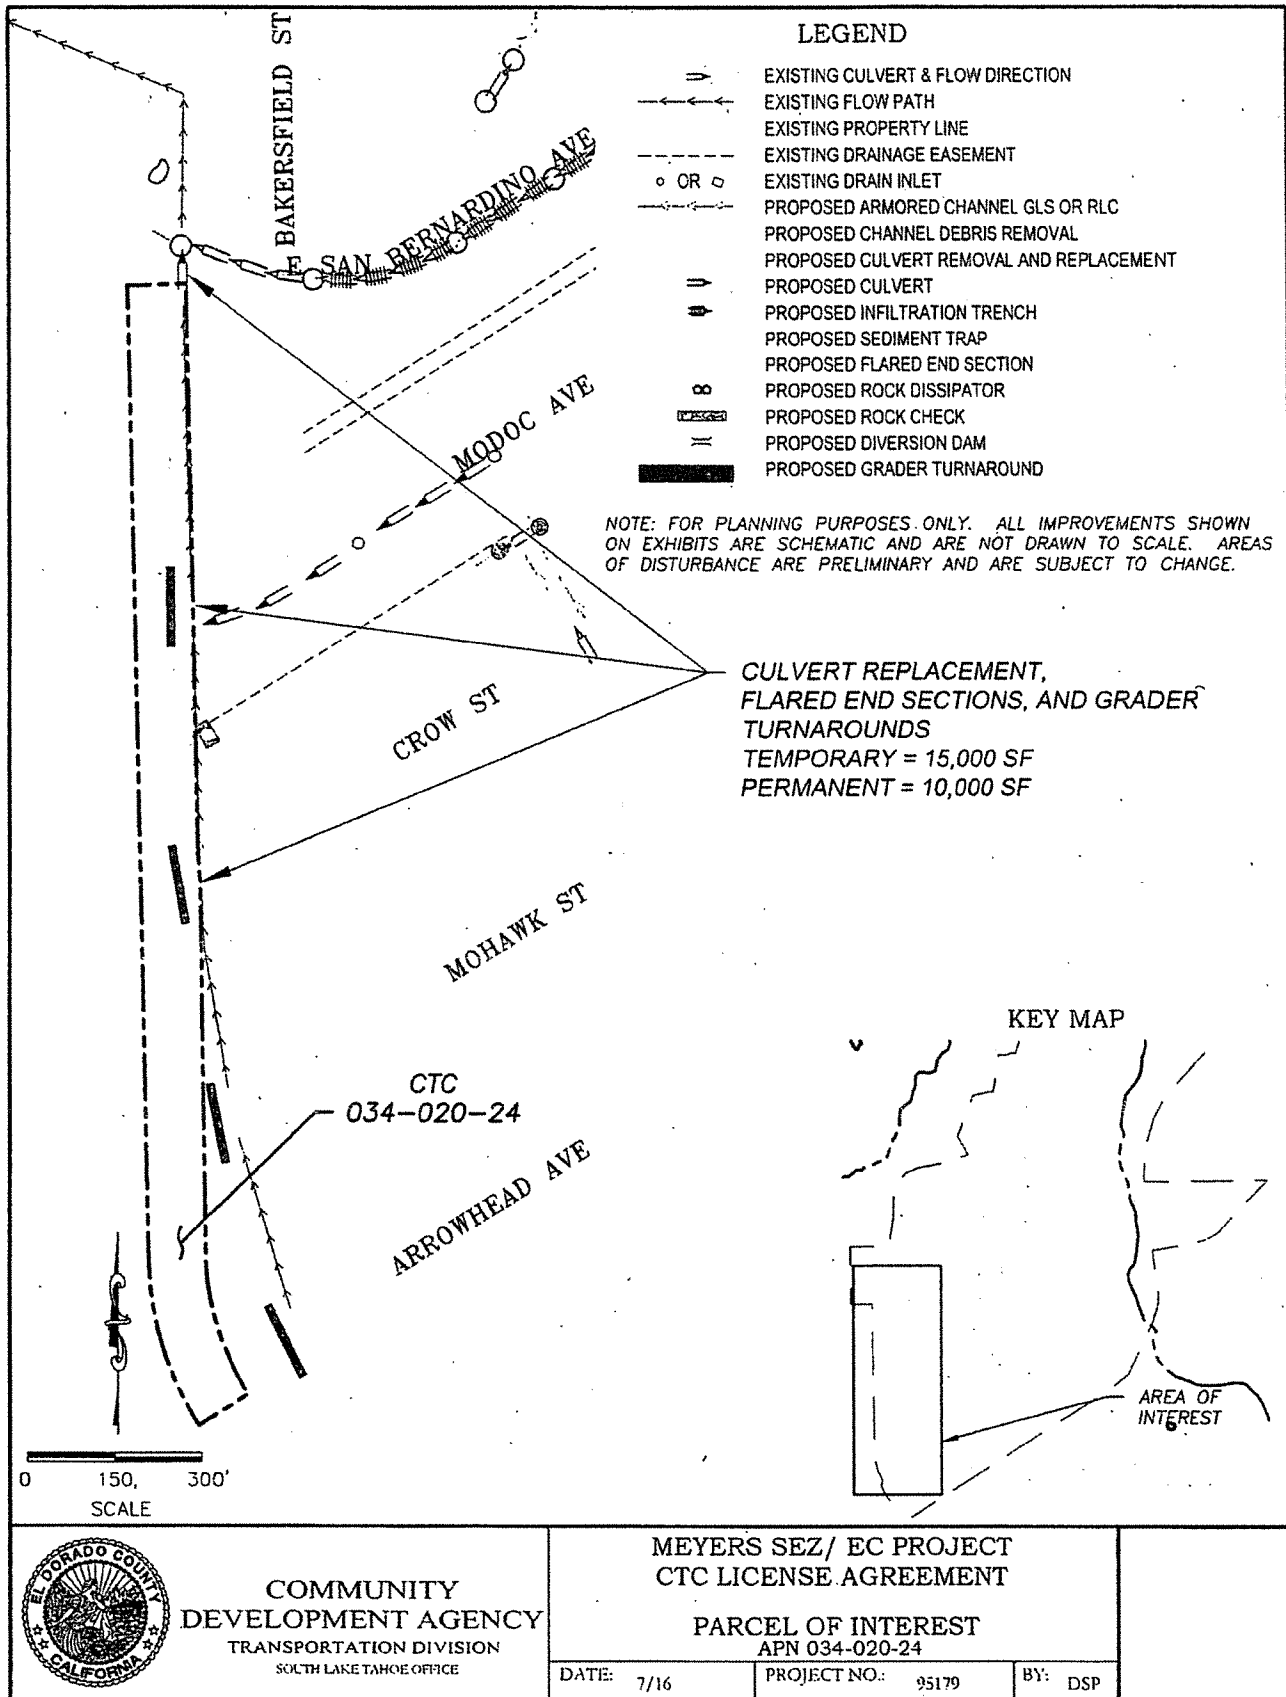 LEGEND
EXISTING CULVERT & FLOW DIRECTION
EXISTING FLOW PATH
EXISTING PROPERTY LINE
EXISTING DRAINAGE EASEMENT
OR
EXISTING DRAIN INLET
PROPOSED ARMORED CHANNEL GLS OR RLC
PROPOSED CHANNEL DEBRIS REMOVAL
PROPOSED CULVERT REMOVAL AND REPLACEMENT
PROPOSED CULVERT
PROPOSED INFILTRATION TRENCH
PROPOSED SEDIMENT TRAP
PROPOSED FLARED END SECTION
PROPOSED ROCK DISSIPATOR
PROPOSED ROCK CHECK
PROPOSED DIVERSION DAM
PROPOSED GRADER TURNAROUND
NOTE: FOR PLANNING PURPOSES ONLY. ALL IMPROVEMENTS SHOWN
ON EXHIBITS ARE SCHEMATIC AND ARE NOT DRAWN TO SCALE. AREAS
OF DISTURBANCE ARE PRELIMINARY AND ARE SUBJECT TO CHANGE.
BAKERSFIELD ST
E SAN BERNARDINO AVE
MODOC AVE
CULVERT REPLACEMENT,
FLARED END SECTIONS, AND GRADER
TURNAROUNDS
TEMPORARY = 15,000 SF
PERMANENT = 10,000 SF
CROW ST
MOHAWK ST
CTC
034-020-24
ARROWHEAD AVE
KEY MAP
AREA OF
INTEREST
0 150, 300'
SCALE
EL DORADO COUNTY
CALIFORNIA
COMMUNITY
DEVELOPMENT AGENCY
TRANSPORTATION DIVISION
SOUTH LAKE TAHOE OFFICE
MEYERS SEZ/ EC PROJECT
CTC LICENSE AGREEMENT
PARCEL OF INTEREST
APN 034-020-24
DATE: 7/16
PROJECT NO.: 95179
BY: DSP